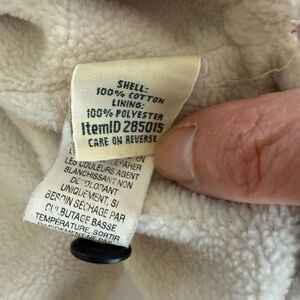 SHELL:
100% COTTON
LINING:
100% POLYESTER
ItemID 285015
CARE ON REVERSE
LES COULEURS AGENT
BLANCHISSANT NON
UNIQUEMENT, SI
BESOIN SÉCHAGE PAR
CULBUTAGE BASSE
TEMPÉRATURE, SORTIR